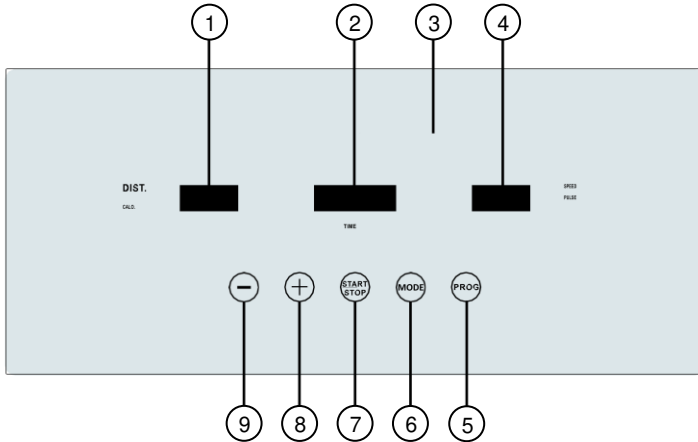 1 2 3 4
DIST.
CALO.
SPEED
PULSE
TIME
START
STOP
MODE
PROG
9 8 7 6 5